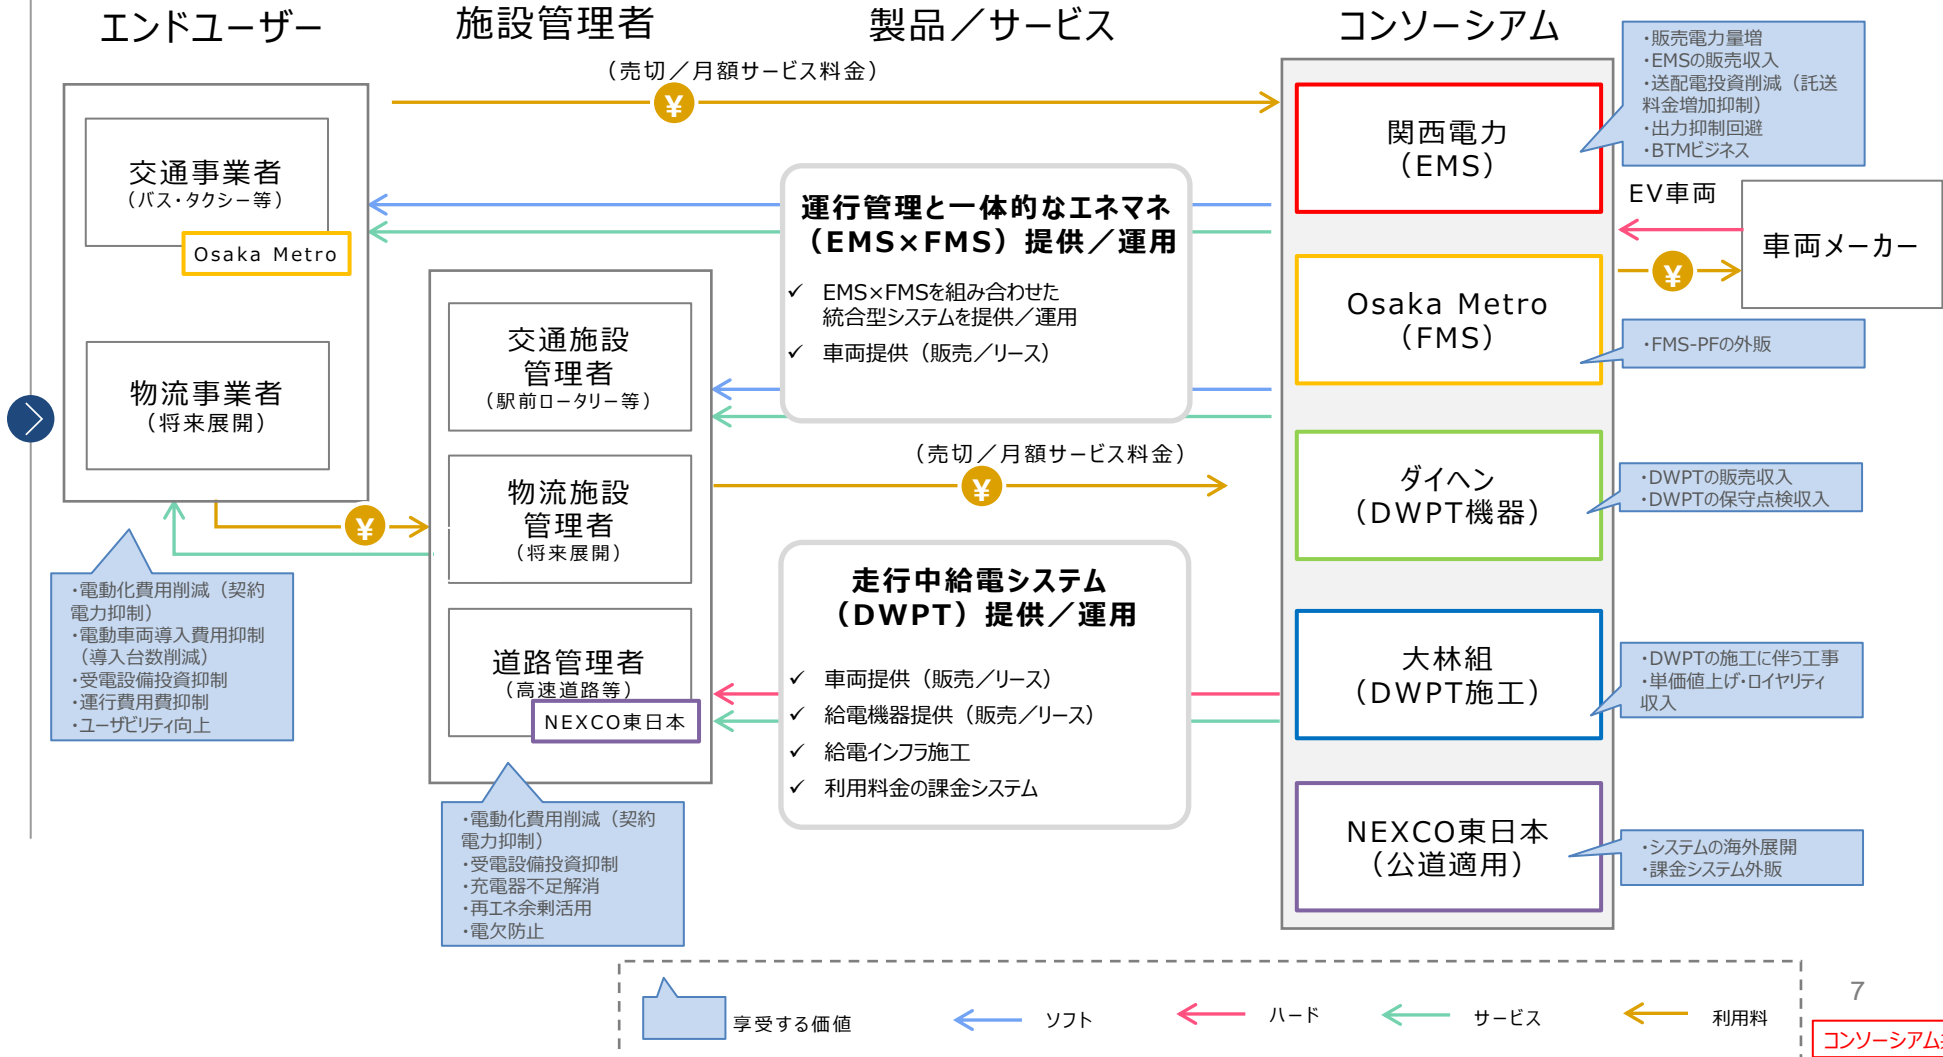 エンドユーザー
施設管理者
製品／サービス
コンソーシアム
（売切／月額サービス料金）
¥
交通事業者
（バス・タクシー等）
Osaka Metro
物流事業者
（将来展開）
¥
・電動化費用削減（契約
電力抑制）
・電動車両導入費用抑制
（導入台数削減）
・受電設備投資抑制
・運行費用費抑制
・ユーザビリティ向上
交通施設
管理者
（駅前ロータリー等）
物流施設
管理者
（将来展開）
道路管理者
（高速道路等）
NEXCO東日本
・電動化費用削減（契約
電力抑制）
・受電設備投資抑制
・充電器不足解消
・再エネ余剰活用
・電欠防止
運行管理と一体的なエネマネ
（EMS×FMS）提供／運用
✓ EMS×FMSを組み合わせた
統合型システムを提供／運用
✓ 車両提供（販売／リース）
（売切／月額サービス料金）
¥
走行中給電システム
（DWPT）提供／運用
✓ 車両提供（販売／リース）
✓ 給電機器提供（販売／リース）
✓ 給電インフラ施工
✓ 利用料金の課金システム
関西電力
（EMS）
Osaka Metro
（FMS）
ダイヘン
（DWPT機器）
大林組
（DWPT施工）
NEXCO東日本
（公道適用）
・販売電力量増
・EMSの販売収入
・送配電投資削減（託送
料金増加抑制）
・出力抑制回避
・BTMビジネス
EV車両
¥
車両メーカー
・FMS-PFの外販
・DWPTの販売収入
・DWPTの保守点検収入
・DWPTの施工に伴う工事
・単価値上げ・ロイヤリティ
収入
・システムの海外展開
・課金システム外販
享受する価値
ソフト
ハード
サービス
利用料
7
コンソーシアム